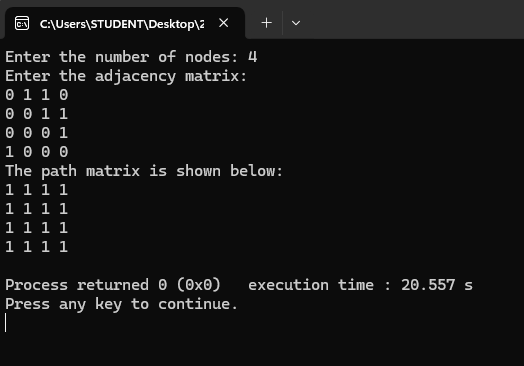 C:\Users\STUDENT\Desktop\2
Enter the number of nodes: 4
Enter the adjacency matrix:
0 1 1 0
0 0 1 1
0 0 0 1
1 0 0 0
The path matrix is shown below:
1 1 1 1
1 1 1 1
1 1 1 1
1 1 1 1
Process returned 0 (0x0)   execution time : 20.557 s
Press any key to continue.